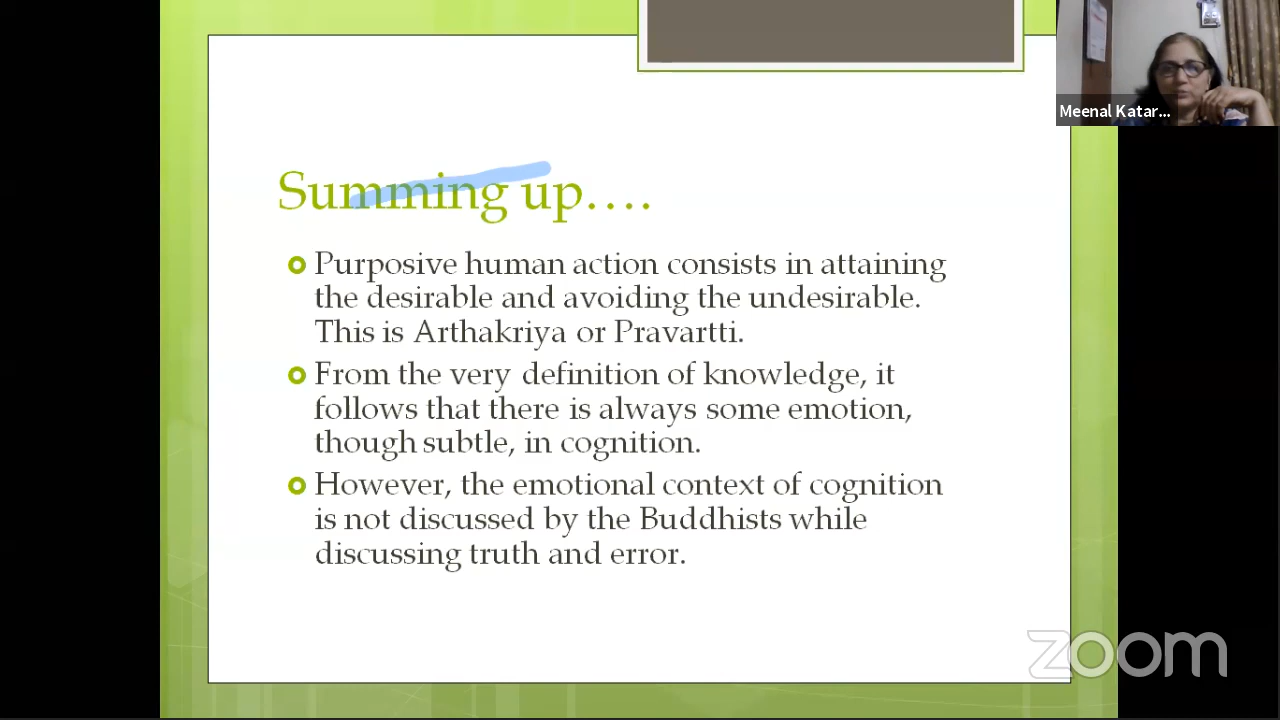 Meenal Katar...
Summing up....
Purposive human action consists in attaining
the desirable and avoiding the undesirable.
This is Arthakriya or Pravartti.
From the very definition of knowledge, it
follows that there is always some emotion,
though subtle, in cognition.
However, the emotional context of cognition
is not discussed by the Buddhists while
discussing truth and error.
zoom